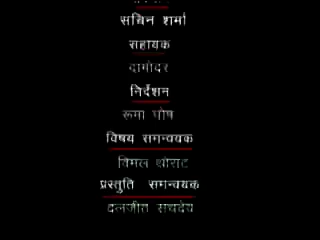 सचिन शर्मा
सहायक
दामोदर
निर्देशन
रूमा घोष
विषय समन्वयक
विमल थोरात
प्रस्तुति समन्वयक
दलजीत सचदेव